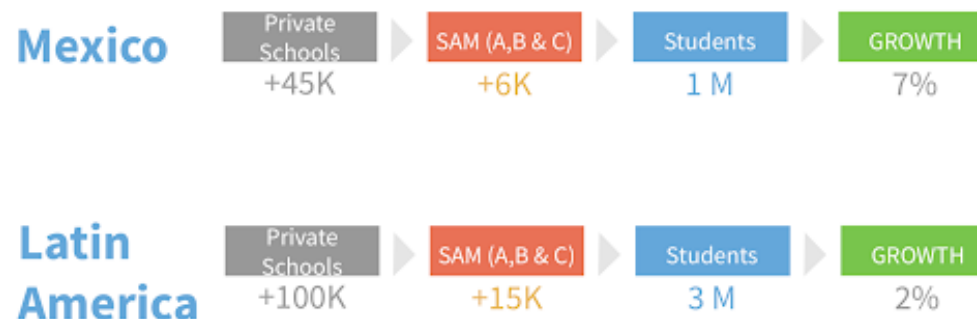 Mexico
Private
Schools
+45K
SAM (A,B & C)
+6K
Students
1 M
GROWTH
7%
Latin
America
Private
Schools
+100K
SAM (A,B & C)
+15K
Students
3 M
GROWTH
2%